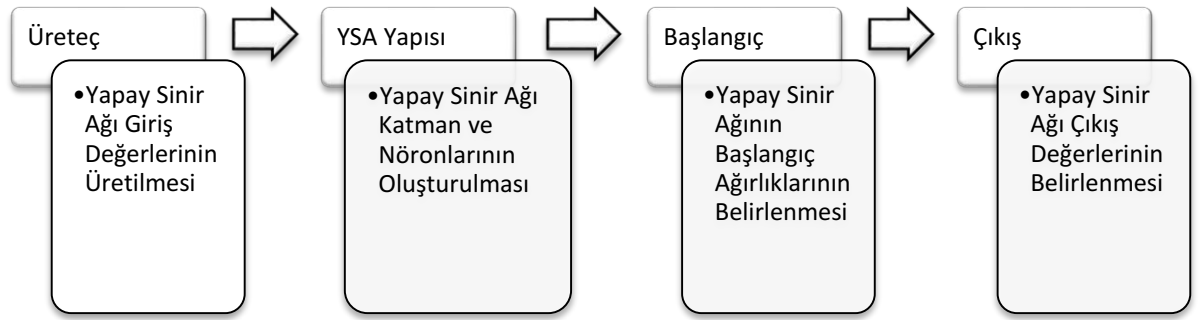 Üreteç
•Yapay Sinir
Ağı Giriş
Değerlerinin
Üretilmesi
YSA Yapısı
•Yapay Sinir Ağı
Katman ve
Nöronlarının
Oluşturulması
Başlangıç
•Yapay Sinir
Ağının
Başlangıç
Ağırlıklarının
Belirlenmesi
Çıkış
•Yapay Sinir
Ağı Çıkış
Değerlerinin
Belirlenmesi